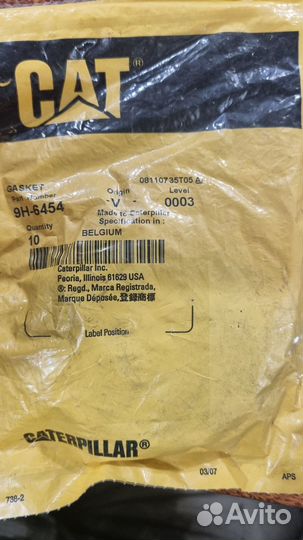 CAT®
08110735T05 A
GASKET
Part Number Origin Level
9H-6454 -V- 0003
Quantity Made to Caterpillar
Specification in :
10 BELGIUM
Caterpillar Inc.
Peoria, Illinois 61629 USA
®: Regd., Marca Registrada,
Marque Déposée, 登録商標
Label Position
CATERPILLAR®
738-2 03/07 APS
Avito